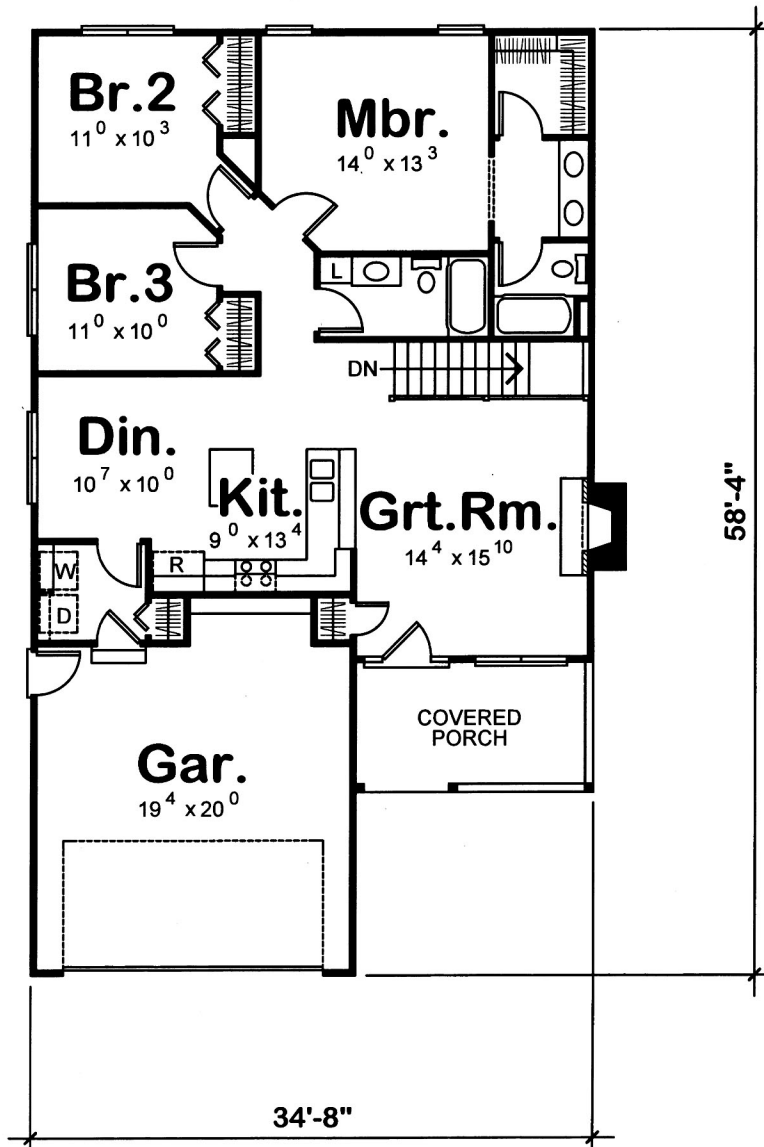 Br.2
11⁰ x 10³
Mbr.
14⁰ x 13³
Br.3
11⁰ x 10⁰
L
DN
Din.
10⁷ x 10⁰
Kit.
9⁰ x 13⁴
Grt.Rm.
14⁴ x 15¹⁰
58'-4"
W
R
D
COVERED
PORCH
Gar.
19⁴ x 20⁰
34'-8"